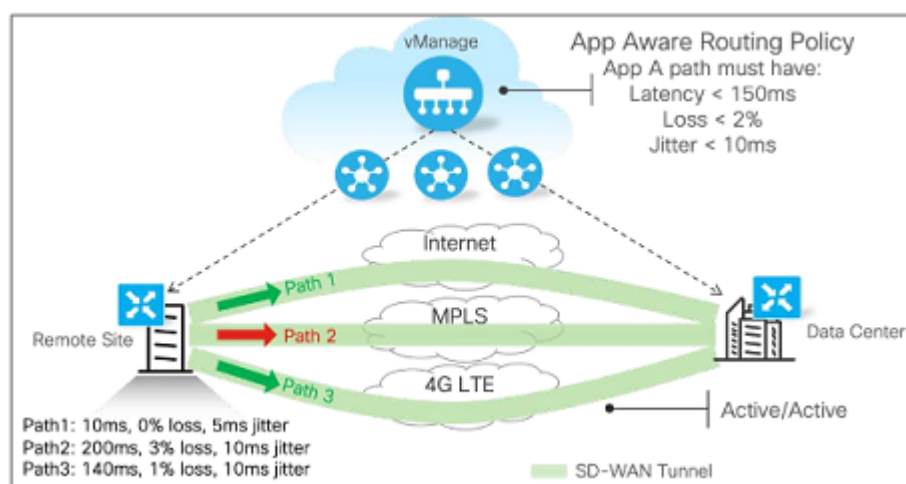 vManage
App Aware Routing Policy
App A path must have:
Latency < 150ms
Loss < 2%
Jitter < 10ms
Internet
Path 1
MPLS
Remote Site
Path 2
Data Center
4G LTE
Path 3
Active/Active
Path1: 10ms, 0% loss, 5ms jitter
Path2: 200ms, 3% loss, 10ms jitter
Path3: 140ms, 1% loss, 10ms jitter
SD-WAN Tunnel